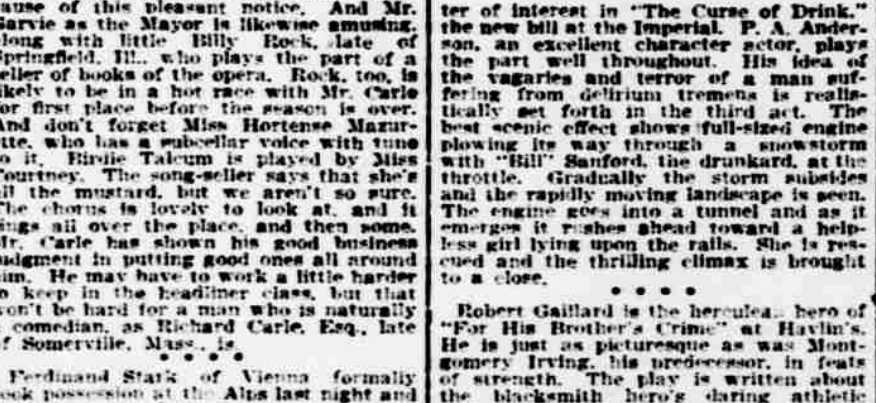 ause of this pleasant notice. And Mr.
Garvie as the Mayor is likewise amusing,
along with little Billy Rock, late of
Springfield, Ill., who plays the part of a
seller of books of the opera. Rock, too, is
likely to be in a hot race with Mr. Carle
for first place before the season is over.
And don't forget Miss Hortense Mazur-
ette, who has a subcellar voice with tune
to it. Birdie Talcum is played by Miss
Courtney. The song-seller says that she's
all the mustard, but we aren't so sure.
The chorus is lovely to look at, and it
sings all over the place, and then some.
Mr. Carle has shown his good business
judgment in putting good ones all around
him. He may have to work a little harder
to keep in the headliner class, but that
won't be hard for a man who is naturally
a comedian, as Richard Carle, Esq., late
of Somerville, Mass., is.
• • • •
Ferdinand Stark of Vienna formally
took possession at the Alps last night and
ter of interest in "The Curse of Drink,"
the new bill at the Imperial. P. A. Ander-
son, an excellent character actor, plays
the part well throughout. His idea of
the vagaries and terror of a man suf-
fering from delirium tremens is realis-
tically set forth in the third act. The
best scenic effect shows full-sized engine
plowing its way through a snowstorm
with "Bill" Sanford, the drunkard, at the
throttle. Gradually the storm subsides
and the rapidly moving landscape is seen.
The engine goes into a tunnel and as it
emerges it rushes ahead toward a help-
less girl lying upon the rails. She is res-
cued and the thrilling climax is brought
to a close.
• • • •
Robert Gaillard is the herculea hero of
"For His Brother's Crime" at Havlin's.
He is just as picturesque as was Mont-
gomery Irving, his predecessor, in feats
of strength. The play is written about
the blacksmith hero's daring athletic